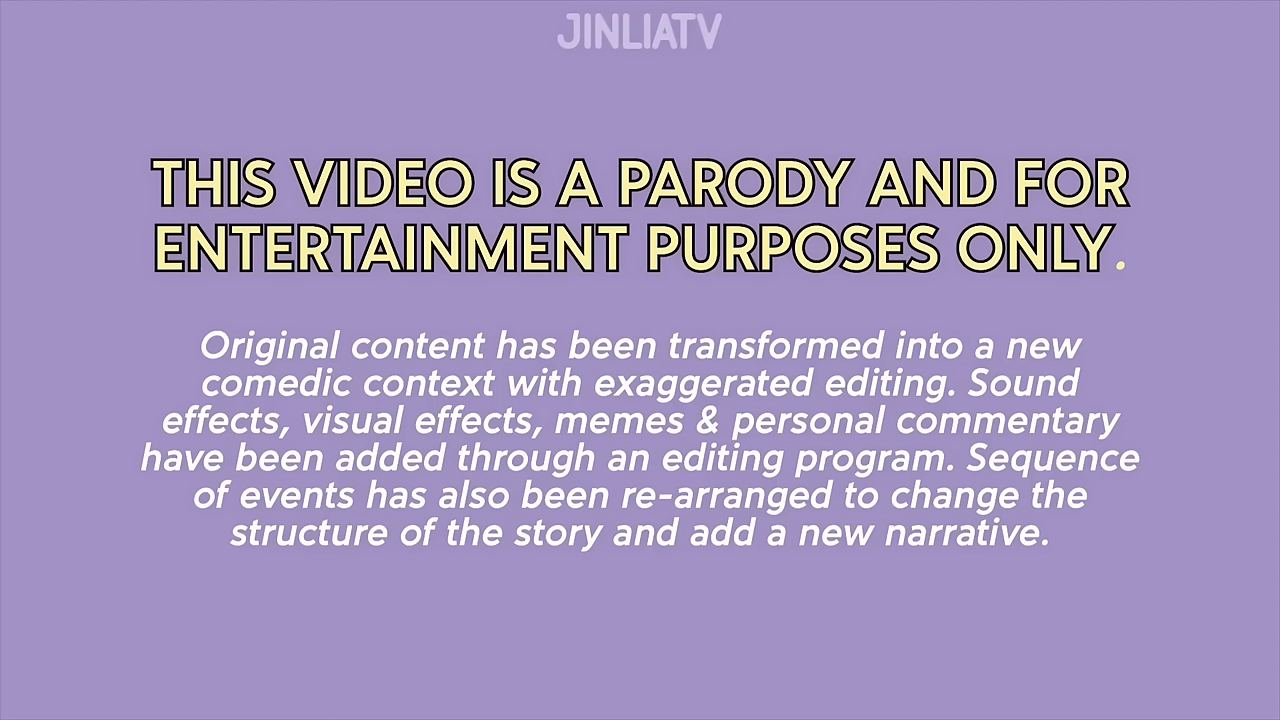 JINLIATV
THIS VIDEO IS A PARODY AND FOR
ENTERTAINMENT PURPOSES ONLY.
Original content has been transformed into a new
comedic context with exaggerated editing. Sound
effects, visual effects, memes & personal commentary
have been added through an editing program. Sequence
of events has also been re-arranged to change the
structure of the story and add a new narrative.